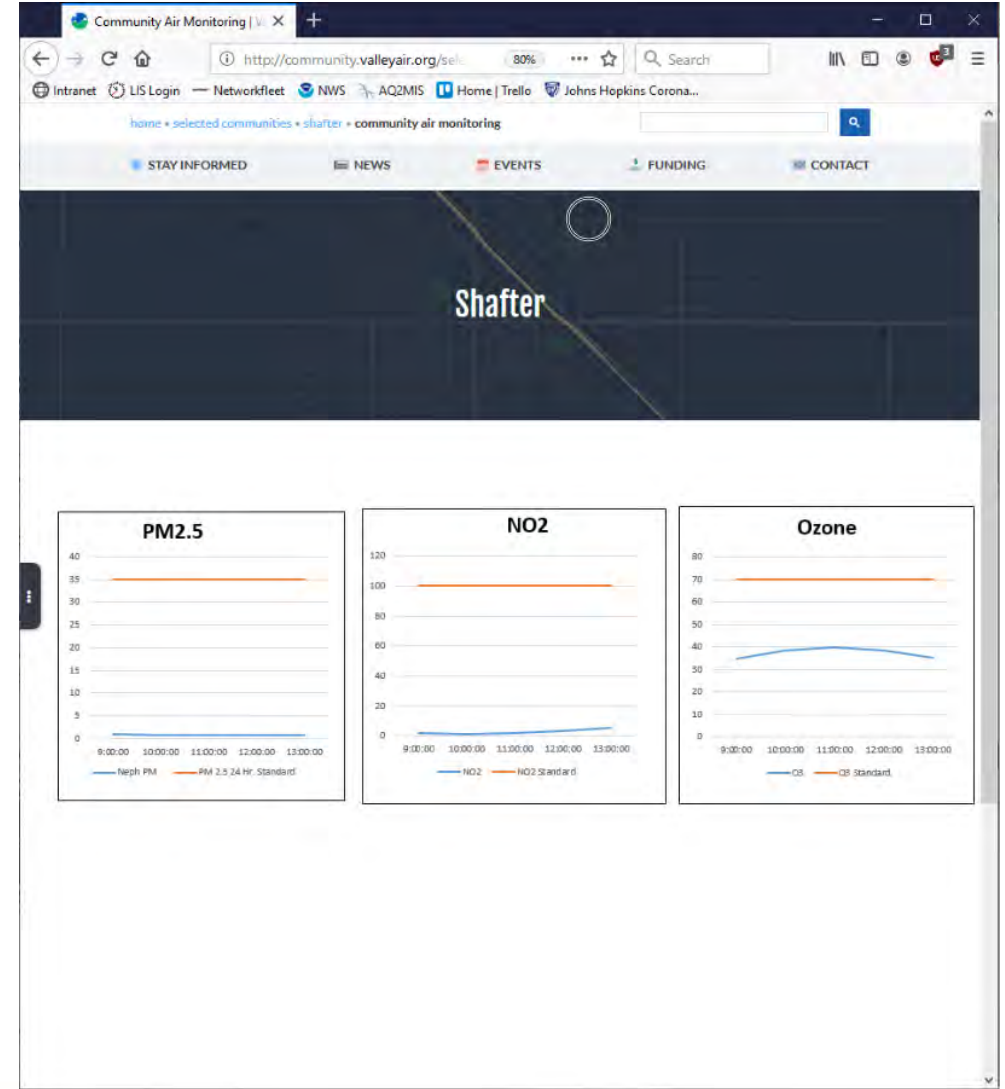 Community Air Monitoring | V
http://community.valleyair.org/sel 80% Search 3
Intranet LIS Login Networkfleet NWS AQ2MIS Home | Trello Johns Hopkins Corona...
home • selected communities • shafter • community air monitoring
STAY INFORMED NEWS EVENTS FUNDING CONTACT
Shafter
PM2.5
40
35
30
25
20
15
10
5
0
9:00:00 10:00:00 11:00:00 12:00:00 13:00:00
Neph PM PM 2.5 24 Hr. Standard
NO2
120
100
80
60
40
20
0
9:00:00 10:00:00 11:00:00 12:00:00 13:00:00
NO2 NO2 Standard
Ozone
80
70
60
50
40
30
20
10
0
9:00:00 10:00:00 11:00:00 12:00:00 13:00:00
O3 O3 Standard